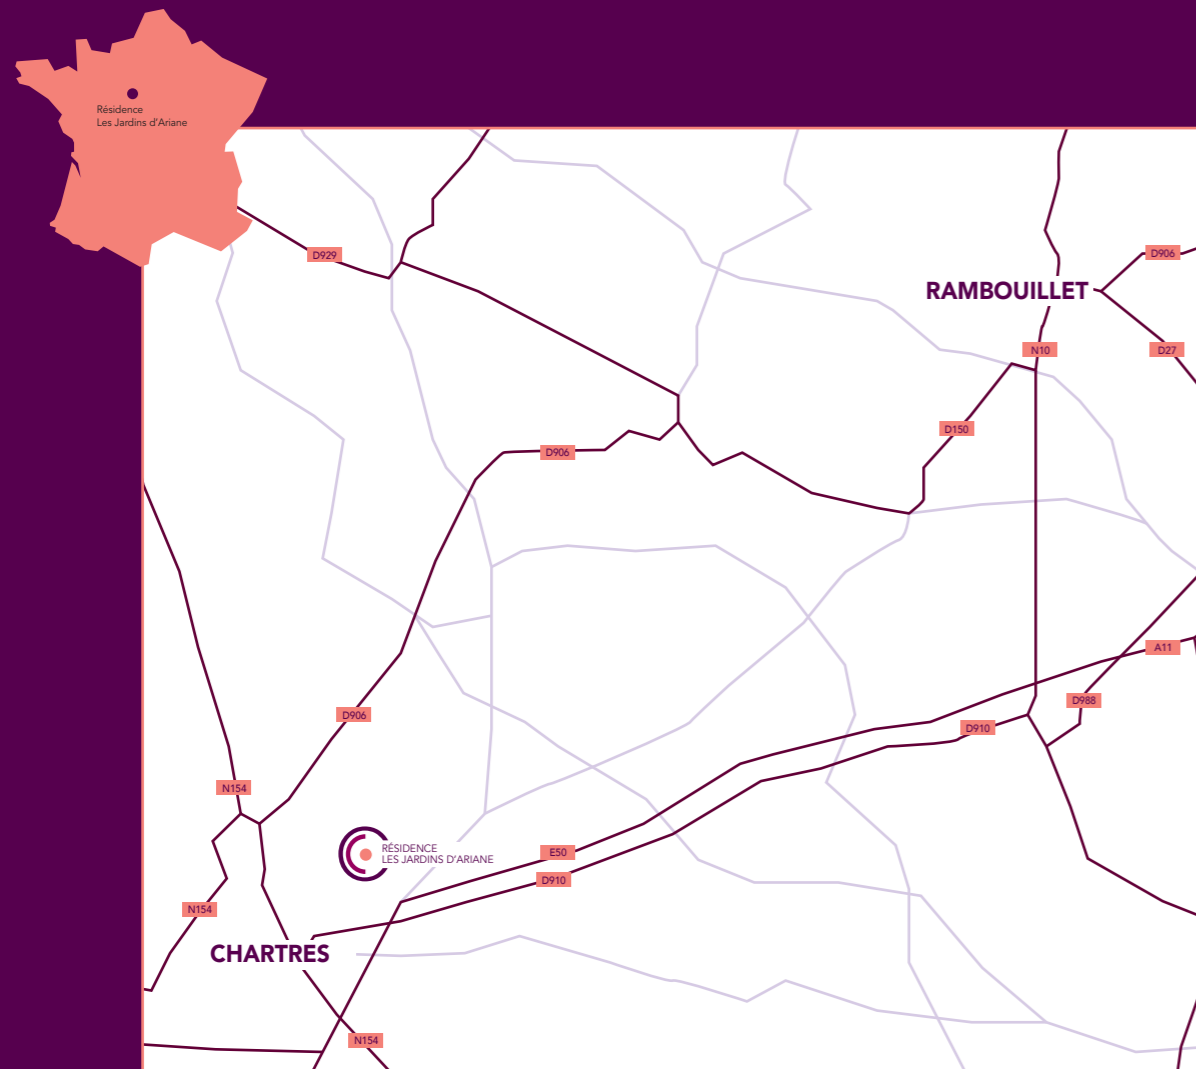 Résidence
Les Jardins d'Ariane
D929
D906
RAMBOUILLET
N10
D27
D150
D906
A11
D988
D906
D910
N154
RÉSIDENCE
LES JARDINS D'ARIANE
E50
D910
N154
CHARTRES
N154